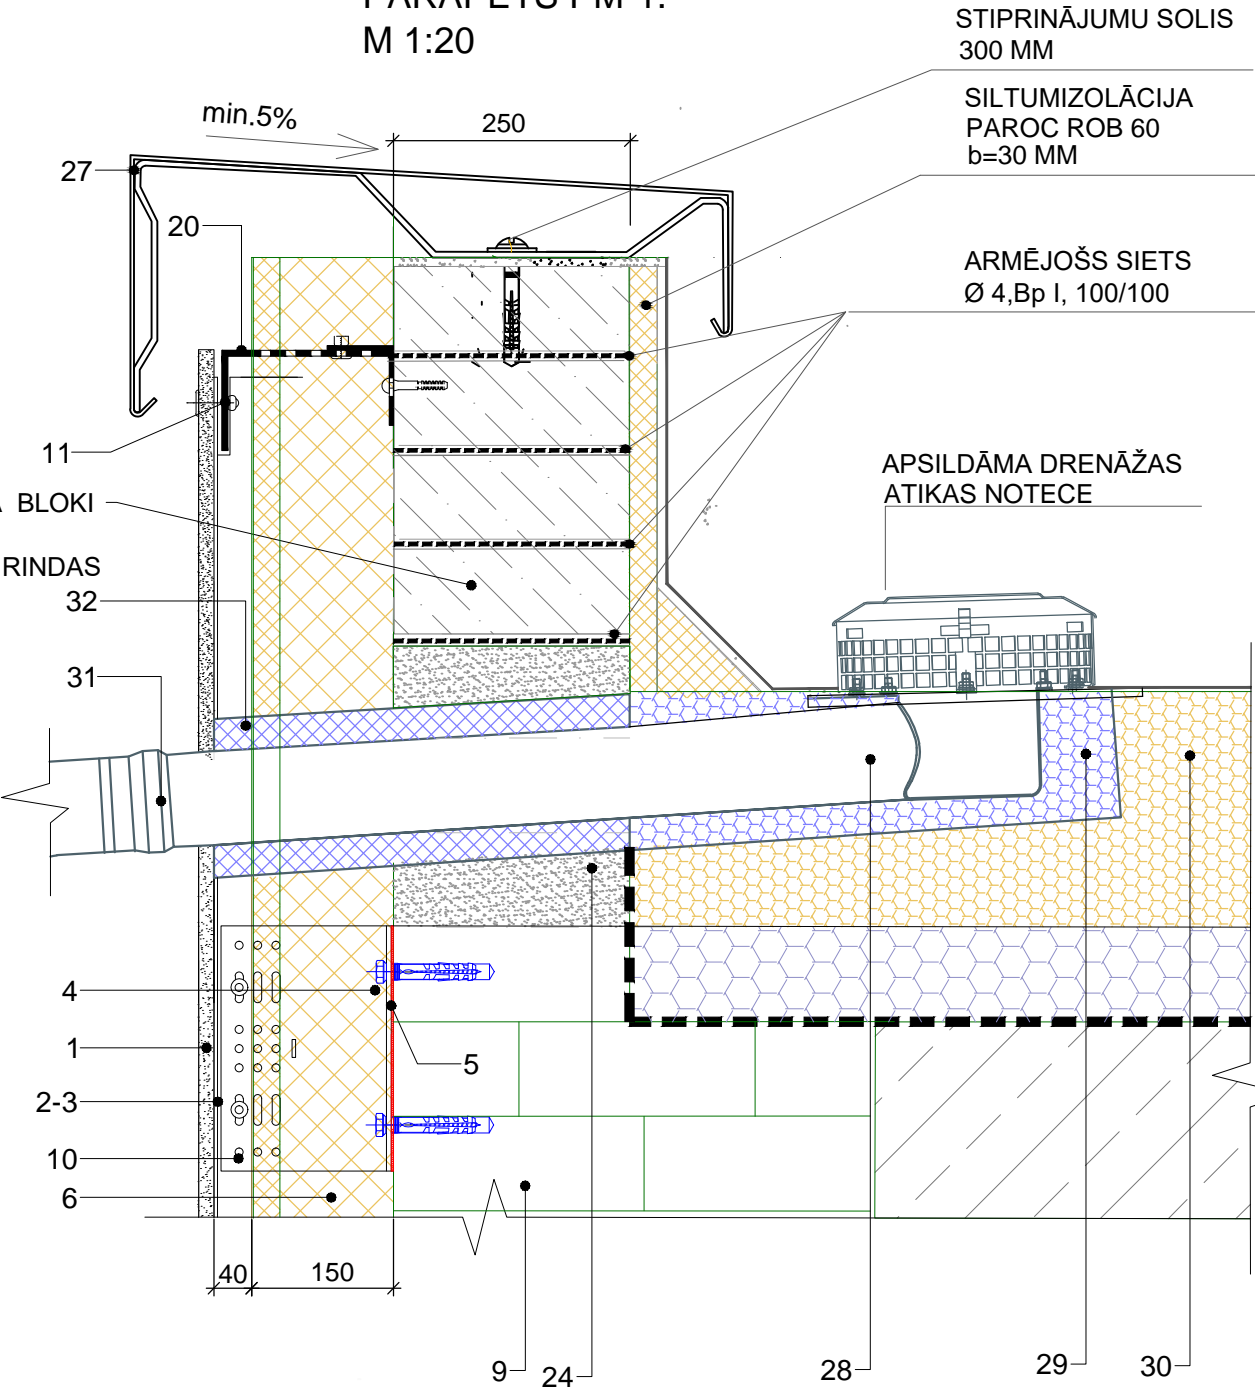 M 1:20
STIPRINĀJUMU SOLIS
300 MM
min.5%
250
SILTUMIZOLĀCIJA
PAROC ROB 60
b=30 MM
27
20
ARMĒJOŠS SIETS
Ø 4,Bp I, 100/100
11
APSILDĀMA DRENĀŽAS
ATIKAS NOTECE
BLOKI
RINDAS
32
31
4
1
5
2-3
10
6
40
150
9
24
28
29
30